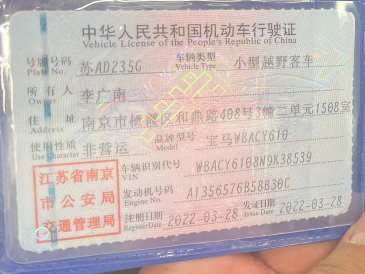 中华人民共和国机动车行驶证
Vehicle License of the People's Republic of China
号牌号码 苏AD235G 车辆类型 小型越野客车
Plate No. Vehicle Type
所有人 李广南
Owner
住址 南京市栖霞区和燕路408号3幢二单元1508室
Address
使用性质 非营运 品牌型号 宝马WBACY610
Use Character Model
江苏省南京市公安局交通管理局
车辆识别代号 WBACY6108N9K38539
VIN
发动机号码 A1356576B58B30C
Engine No.
注册日期 2022-03-28 发证日期 2022-03-28
Register Date Issue Date